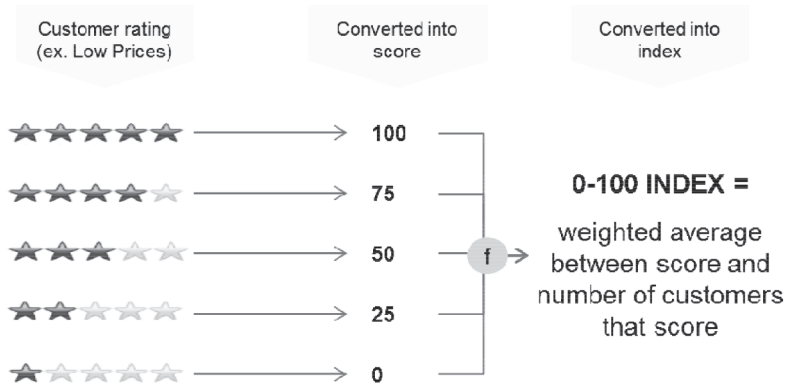 Customer rating
(ex. Low Prices)
Converted into
score
Converted into
index
100
75
50
25
0
f
0-100 INDEX =
weighted average
between score and
number of customers
that score